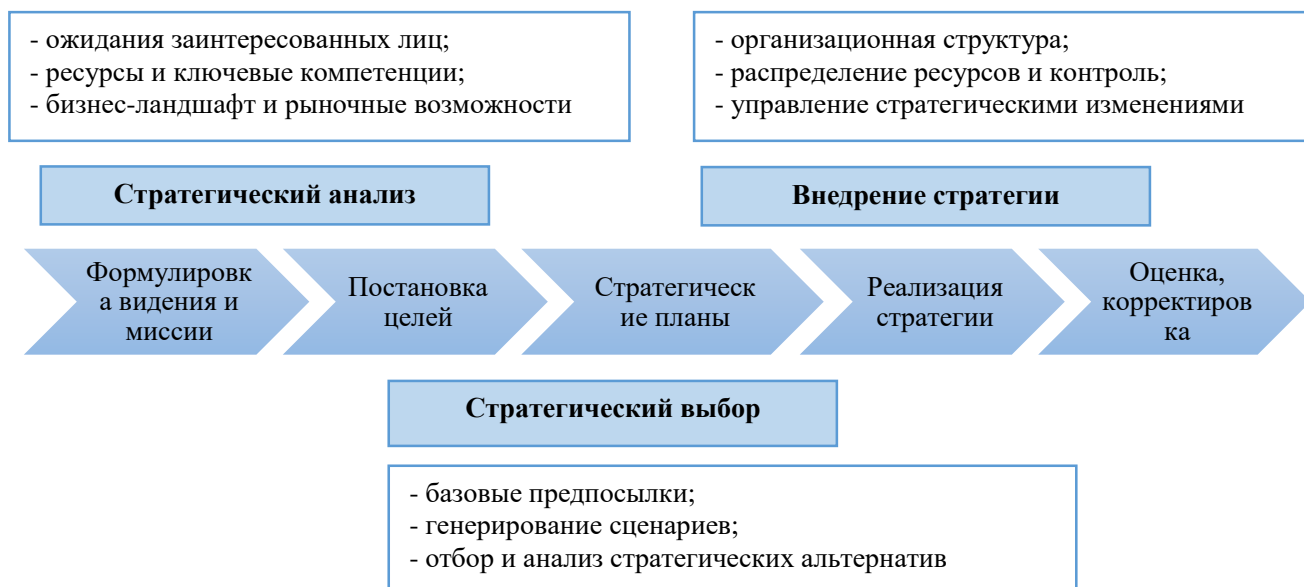 - ожидания заинтересованных лиц;
- ресурсы и ключевые компетенции;
- бизнес-ландшафт и рыночные возможности
- организационная структура;
- распределение ресурсов и контроль;
- управление стратегическими изменениями
Стратегический анализ
Внедрение стратегии
Формулировк
а видения и
миссии
Постановка
целей
Стратегическ
ие планы
Реализация
стратегии
Оценка,
корректиров
ка
Стратегический выбор
- базовые предпосылки;
- генерирование сценариев;
- отбор и анализ стратегических альтернатив